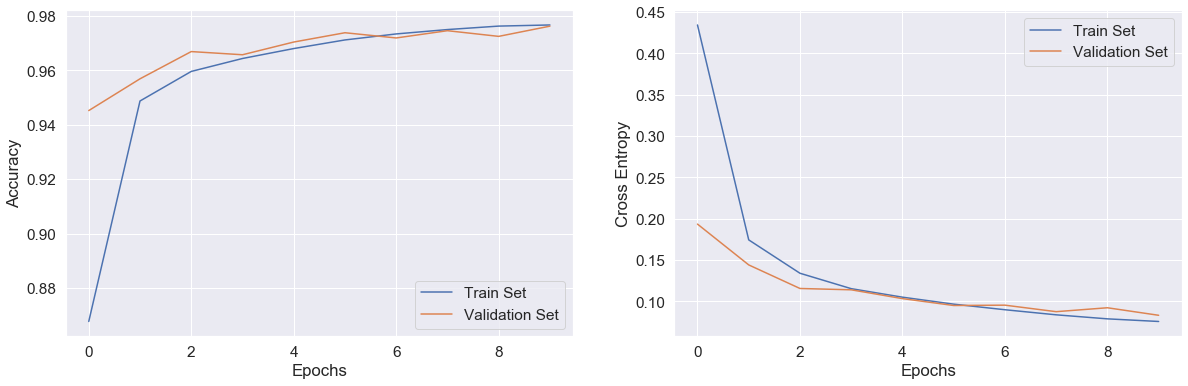 0.98
0.96
0.94
0.92
0.90
0.88
Accuracy
0 2 4 6 8
Epochs
Train Set
Validation Set
0.45
0.40
0.35
0.30
0.25
0.20
0.15
0.10
Cross Entropy
0 2 4 6 8
Epochs
Train Set
Validation Set